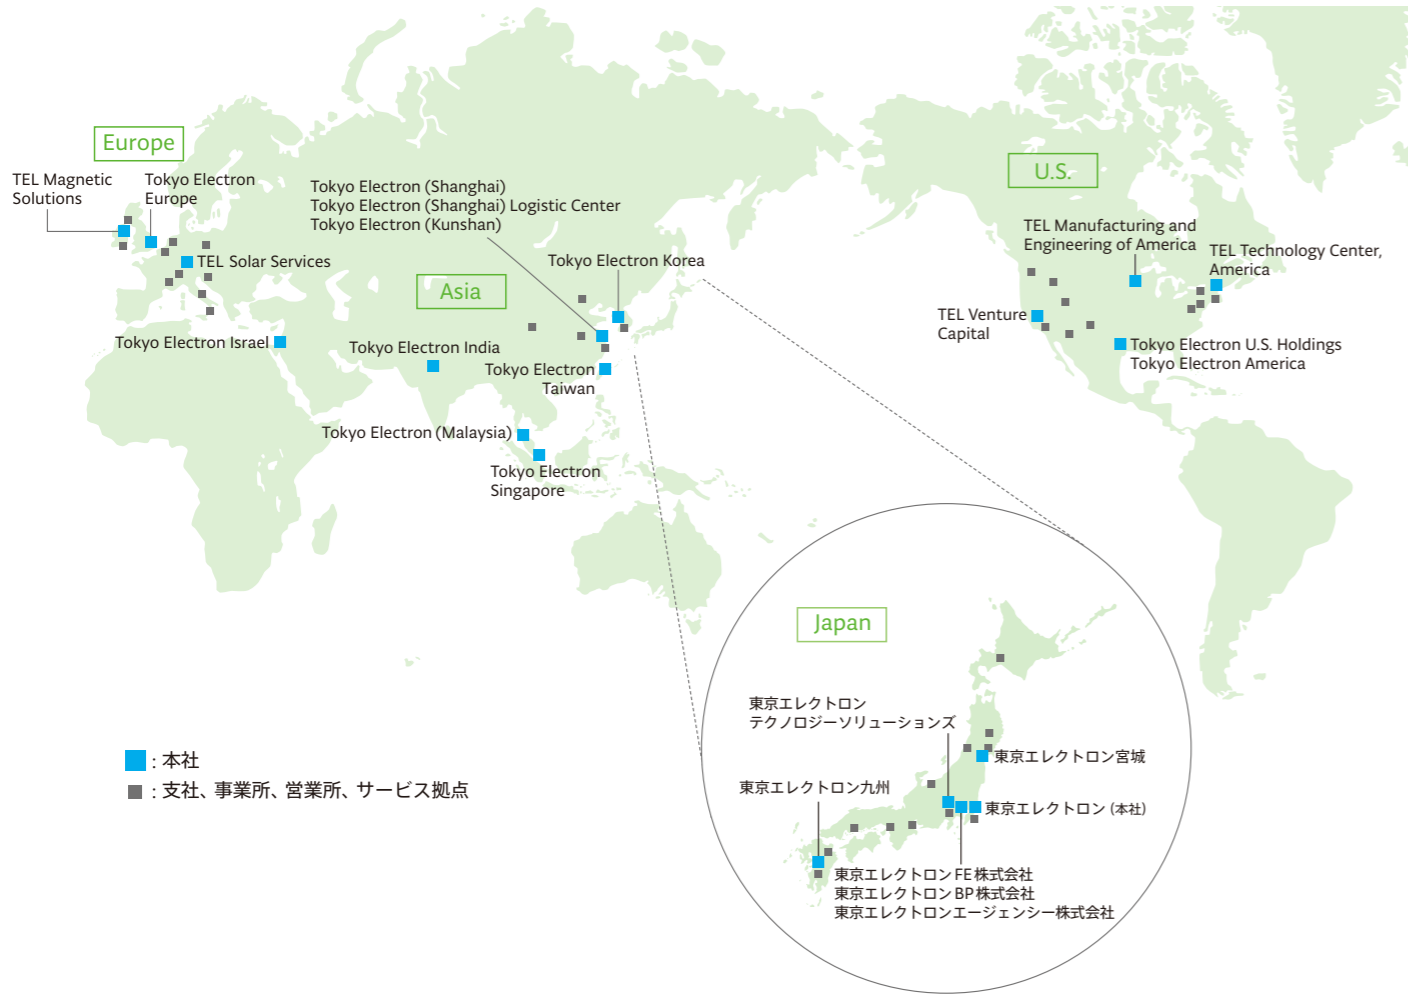 Europe
TEL Magnetic
Solutions
Tokyo Electron
Europe
TEL Solar Services
Tokyo Electron Israel
Tokyo Electron (Shanghai)
Tokyo Electron (Shanghai) Logistic Center
Tokyo Electron (Kunshan)
Tokyo Electron Korea
Asia
Tokyo Electron India
Tokyo Electron
Taiwan
Tokyo Electron (Malaysia)
Tokyo Electron
Singapore
U.S.
TEL Manufacturing and
Engineering of America
TEL Technology Center,
America
TEL Venture
Capital
Tokyo Electron U.S. Holdings
Tokyo Electron America
Japan
東京エレクトロン
テクノロジーソリューションズ
東京エレクトロン宮城
東京エレクトロン九州
東京エレクトロン (本社)
東京エレクトロン FE 株式会社
東京エレクトロン BP 株式会社
東京エレクトロンエージェンシー株式会社
: 本社
: 支社、事業所、営業所、サービス拠点